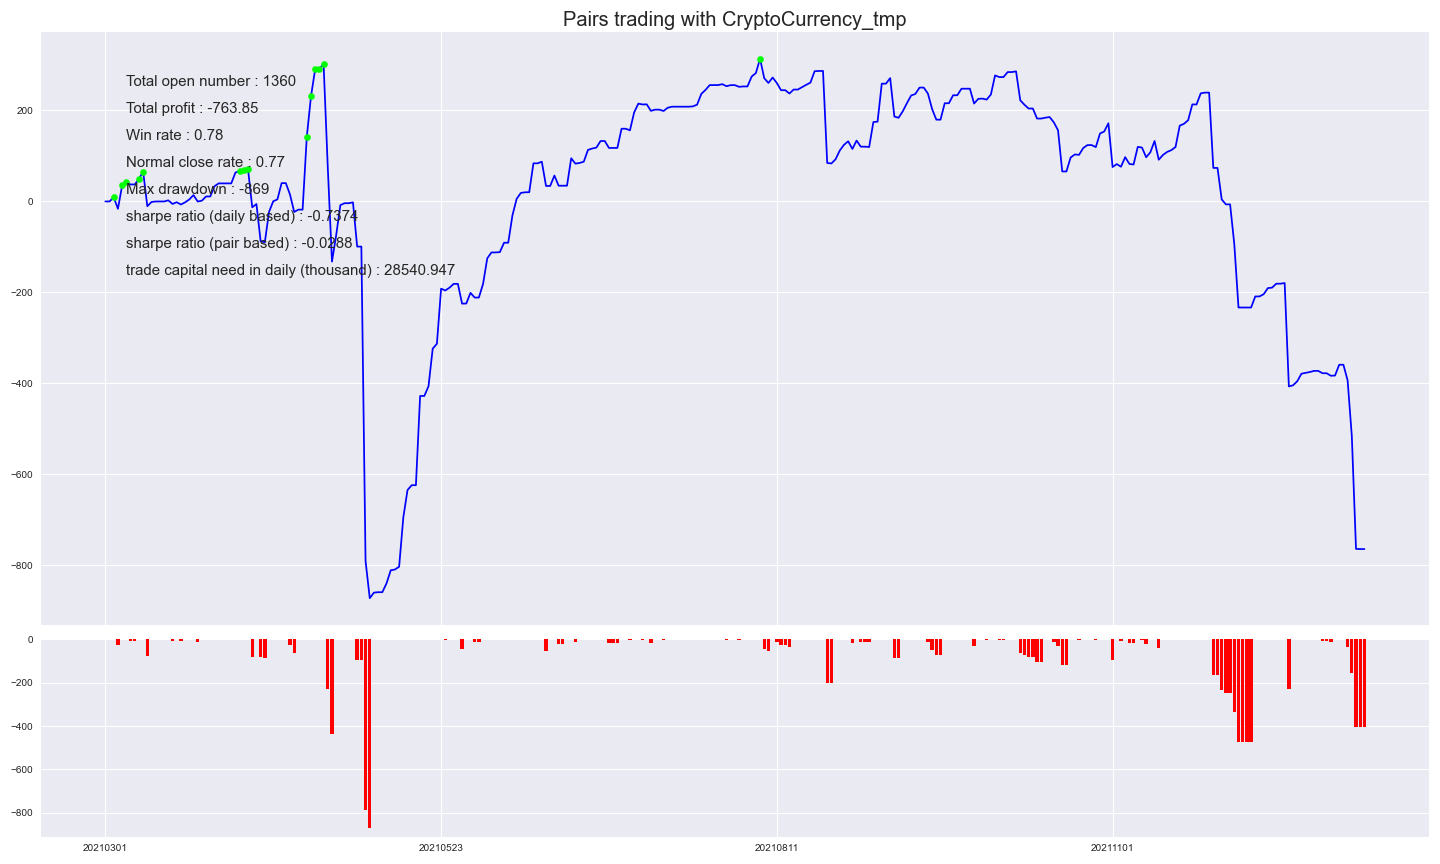 Pairs trading with CryptoCurrency_tmp
Total open number : 1360
Total profit : -763.85
Win rate : 0.78
Normal close rate : 0.77
Max drawdown : -869
sharpe ratio (daily based) : -0.7374
sharpe ratio (pair based) : -0.0288
trade capital need in daily (thousand) : 28540.947
200
0
−200
−400
−600
−800
0
−200
−400
−600
−800
20210301 20210523 20210811 20211101